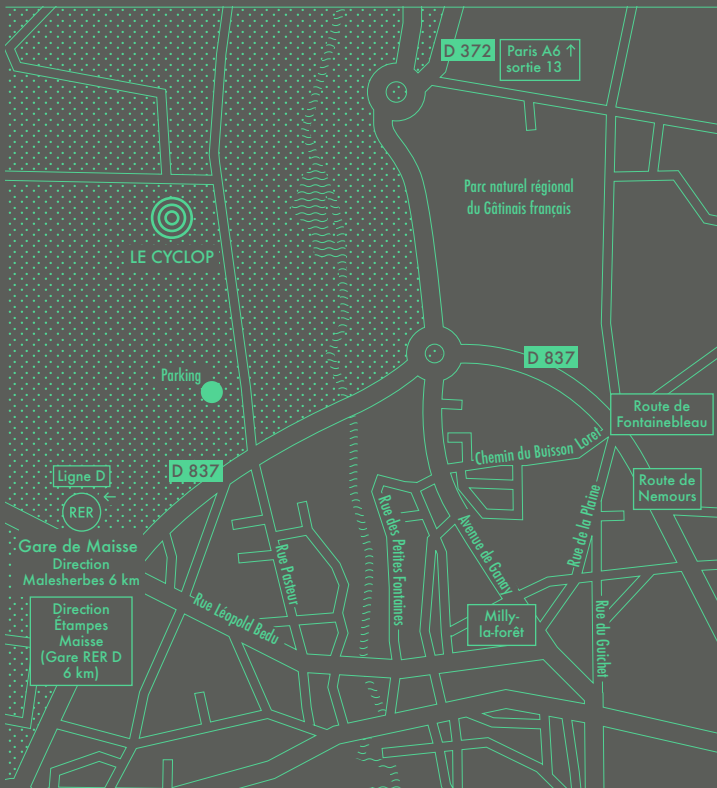 D 372
Paris A6 ↑
sortie 13
Parc naturel régional
du Gâtinais français
LE CYCLOP
D 837
Parking
Route de
Fontainebleau
Chemin du Buisson Loret
D 837
Ligne D
←
RER
Route de
Nemours
Gare de Maisse
Direction
Malesherbes 6 km
Rue des Petites Fontaines
Avenue de Ganay
Rue de la Plaine
Rue Pasteur
Rue Léopold Bedu
Direction
Étampes
Maisse
(Gare RER D
6 km)
Milly-
la-forêt
Rue du Guichet